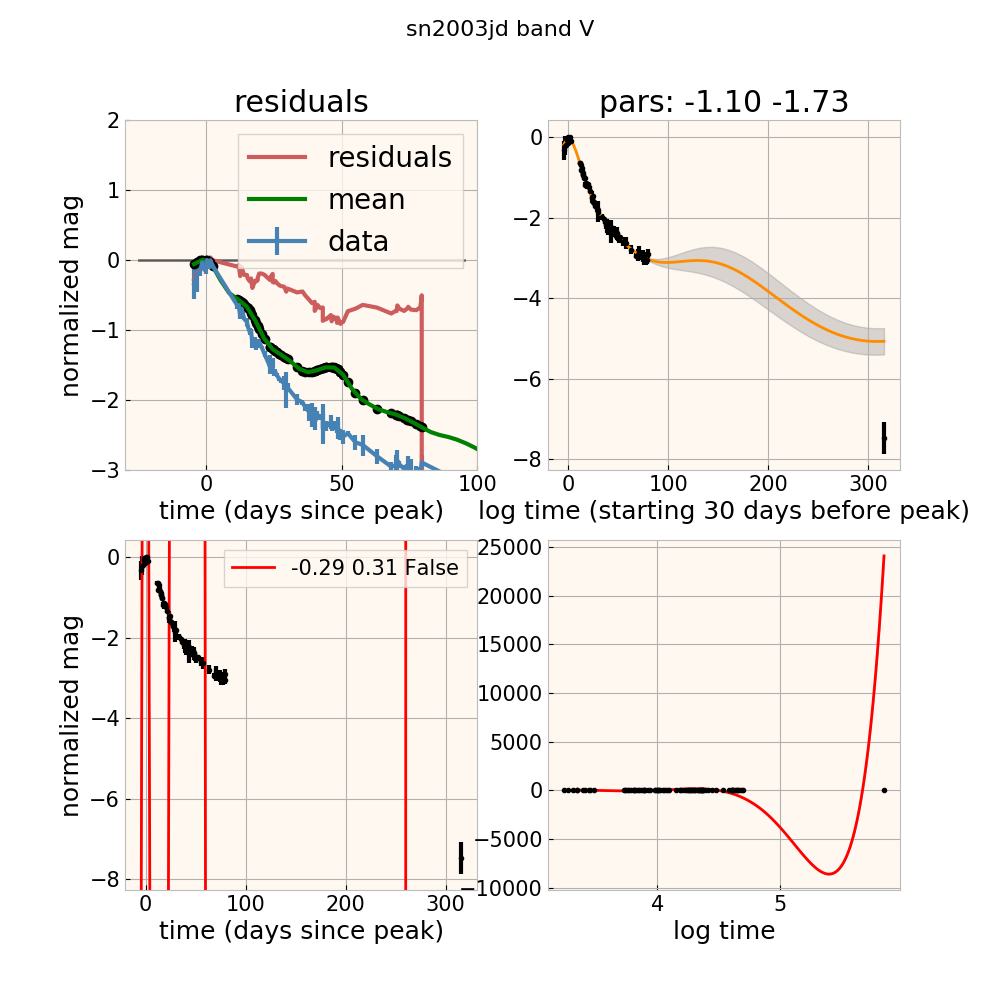 sn2003jd band V
residuals
pars: -1.10 -1.73
2
1
0
−1
−2
−3
normalized mag
residuals
mean
data
0
50
100
time (days since peak)
0
−2
−4
−6
−8
0
100
200
300
log time (starting 30 days before peak)
0
−2
−4
−6
−8
normalized mag
-0.29 0.31 False
0
100
200
300
time (days since peak)
25000
20000
15000
10000
5000
0
−5000
−10000
4
5
log time